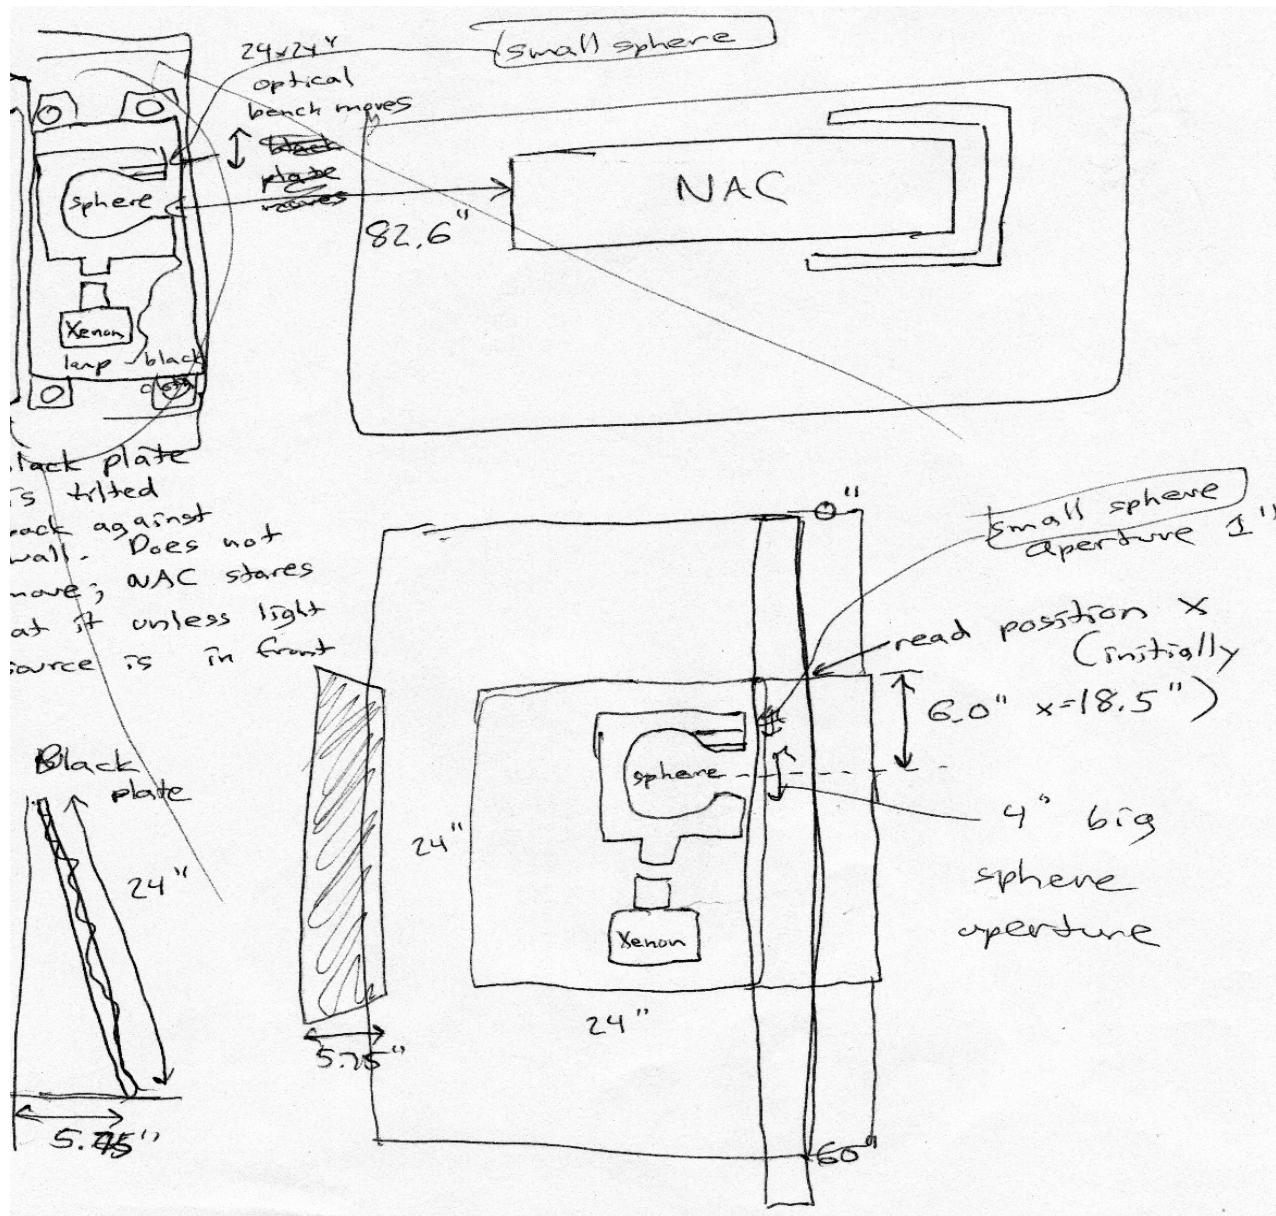 small sphere
24x24"
optical
bench moves
black
plate
moves
sphere
82.6"
NAC
Xenon
lamp - black
cloth
lack plate
is tilted
back against
wall. Does not
move; NAC stares
at it unless light
source is in front
0"
small sphere
aperture 1"
read position x
(initially
6.0" x=18.5")
Black
plate
24"
5.75"
sphere
24"
Xenon
24"
5.75"
4" big
sphere
aperture
60"